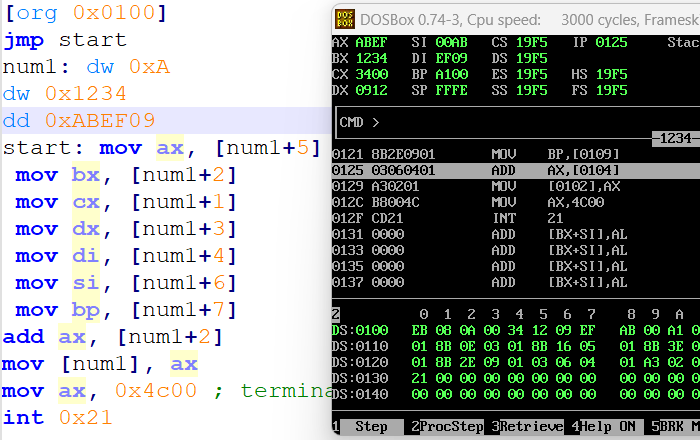 [org 0x0100]
jmp start
num1: dw 0xA
dw 0x1234
dd 0xABEF09
start: mov ax, [num1+5]
mov bx, [num1+2]
mov cx, [num1+1]
mov dx, [num1+3]
mov di, [num1+4]
mov si, [num1+6]
mov bp, [num1+7]
add ax, [num1+2]
mov [num1], ax
mov ax, 0x4c00 ; termina
int 0x21
DOS BOX
DOSBox 0.74-3, Cpu speed: 3000 cycles, Framesk
AX ABEF SI 00AB CS 19F5 IP 0125 Stac
BX 1234 DI EF09 DS 19F5
CX 3400 BP A100 ES 19F5 HS 19F5
DX 0912 SP FFFE SS 19F5 FS 19F5
CMD >
1234
0121 8B2E0901 MOV BP,[0109]
0125 03060401 ADD AX,[0104]
0129 A30201 MOV [0102],AX
012C B8004C MOV AX,4C00
012F CD21 INT 21
0131 0000 ADD [BX+SI],AL
0133 0000 ADD [BX+SI],AL
0135 0000 ADD [BX+SI],AL
0137 0000 ADD [BX+SI],AL
2 0 1 2 3 4 5 6 7 8 9 A
DS:0100 EB 08 0A 00 34 12 09 EF AB 00 A1 0
DS:0110 01 8B 0E 03 01 8B 16 05 01 8B 3E 0
DS:0120 01 8B 2E 09 01 03 06 04 01 A3 02 0
DS:0130 21 00 00 00 00 00 00 00 00 00 00 0
DS:0140 00 00 00 00 00 00 00 00 00 00 00 0
1 Step 2ProcStep 3Retrieve 4Help ON 5BRK M